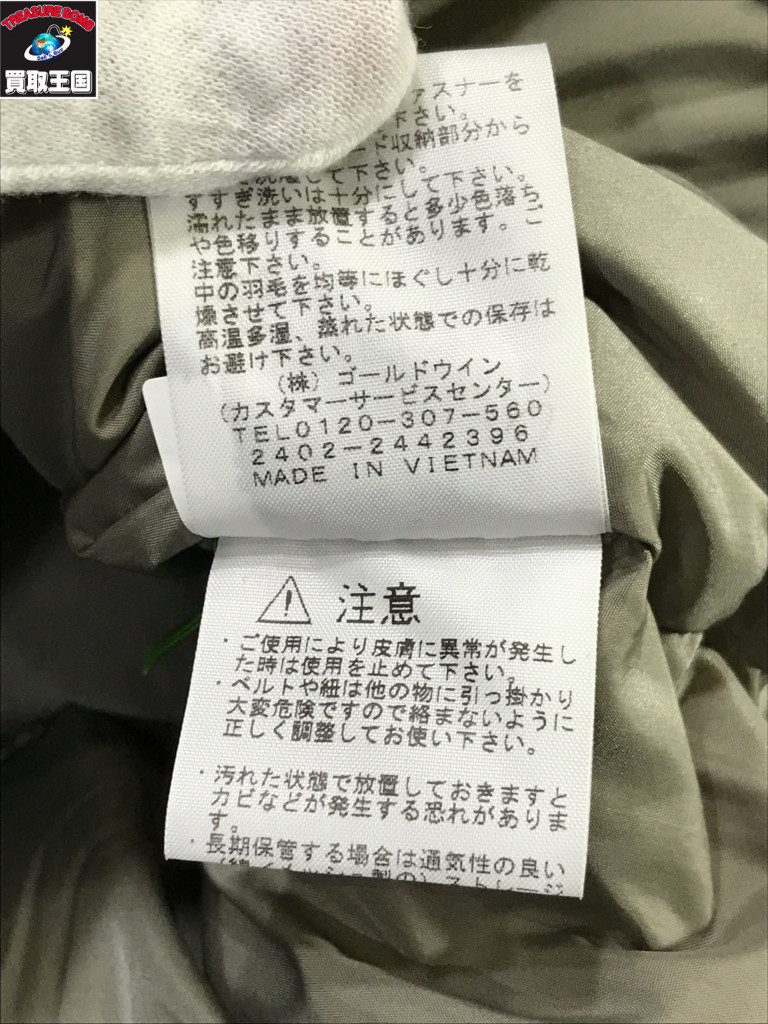 TREASURE BOMB
買取王国
ァスナーを
下さい。
ド収納部分から
洗濯して下さい。
すすぎ洗いは十分にして下さい。
濡れたまま放置すると多少色落ち
や色移りすることがあります。ご
注意下さい。
中の羽毛を均等にほぐし十分に乾
燥させて下さい。
高温多湿、蒸れた状態での保存は
お避け下さい。
(株)ゴールドウイン
(カスタマーサービスセンター)
TEL0120-307-560
2402-2442396
MADE IN VIETNAM
注意
・ご使用により皮膚に異常が発生し
た時は使用を止めて下さい。
・ベルトや紐は他の物に引っ掛かり
大変危険ですので絡まないように
正しく調整してお使い下さい。
・汚れた状態で放置しておきますと
カビなどが発生する恐れがありま
す。
・長期保管する場合は通気性の良い